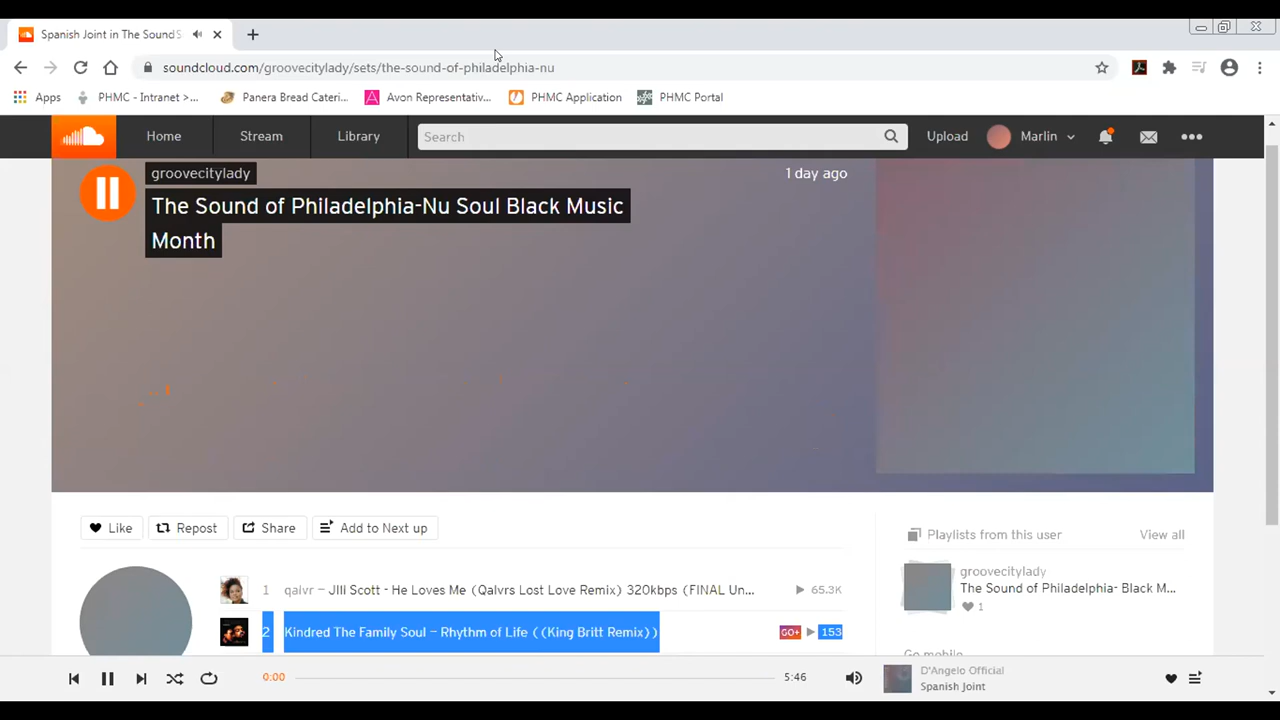 Spanish Joint in The Sound S
soundcloud.com/groovecitylady/sets/the-sound-of-philadelphia-nu
Apps PHMC - Intranet >... Panera Bread Cateri... Avon Representativ... PHMC Application PHMC Portal
Home Stream Library Search Upload Marlin
groovecitylady 1 day ago
The Sound of Philadelphia-Nu Soul Black Music
Month
Like Repost Share Add to Next up
Playlists from this user View all
groovecitylady
The Sound of Philadelphia- Black M...
1
1 qalvr – JIll Scott - He Loves Me (Qalvrs Lost Love Remix) 320kbps (FINAL Un... 65.3K
2 Kindred The Family Soul – Rhythm of Life ((King Britt Remix)) GO+ 153
Go mobile
0:00 5:46
D'Angelo Official
Spanish Joint